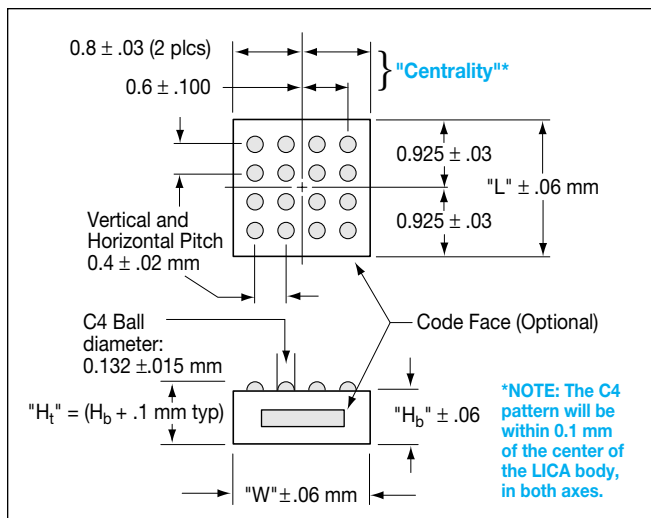 0.8 ± .03 (2 plcs)
"Centrality"*
0.6 ± .100
0.925 ± .03
"L" ± .06 mm
0.925 ± .03
Vertical and
Horizontal Pitch
0.4 ± .02 mm
C4 Ball
diameter:
0.132 ±.015 mm
Code Face (Optional)
"Ht" = (Hb + .1 mm typ)
"Hb" ± .06
*NOTE: The C4
pattern will be
within 0.1 mm
of the center of
the LICA body,
in both axes.
"W" ±.06 mm